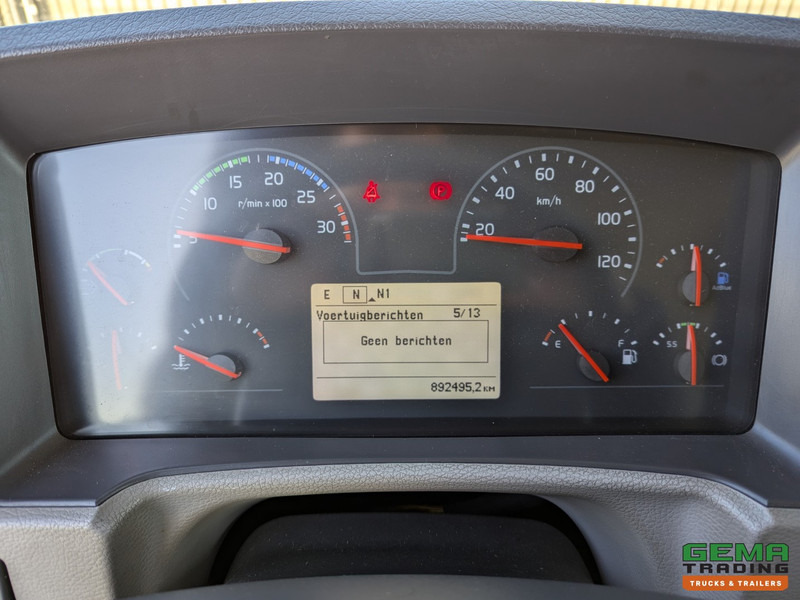 5 10 15 20 25 30
r/min x 100
20 40 60 80 100 120
km/h
E N N1
Voertuigberichten 5/13
Geen berichten
892495,2 KM
AdBlue
E F
GEMA
TRADING
TRUCKS & TRAILERS